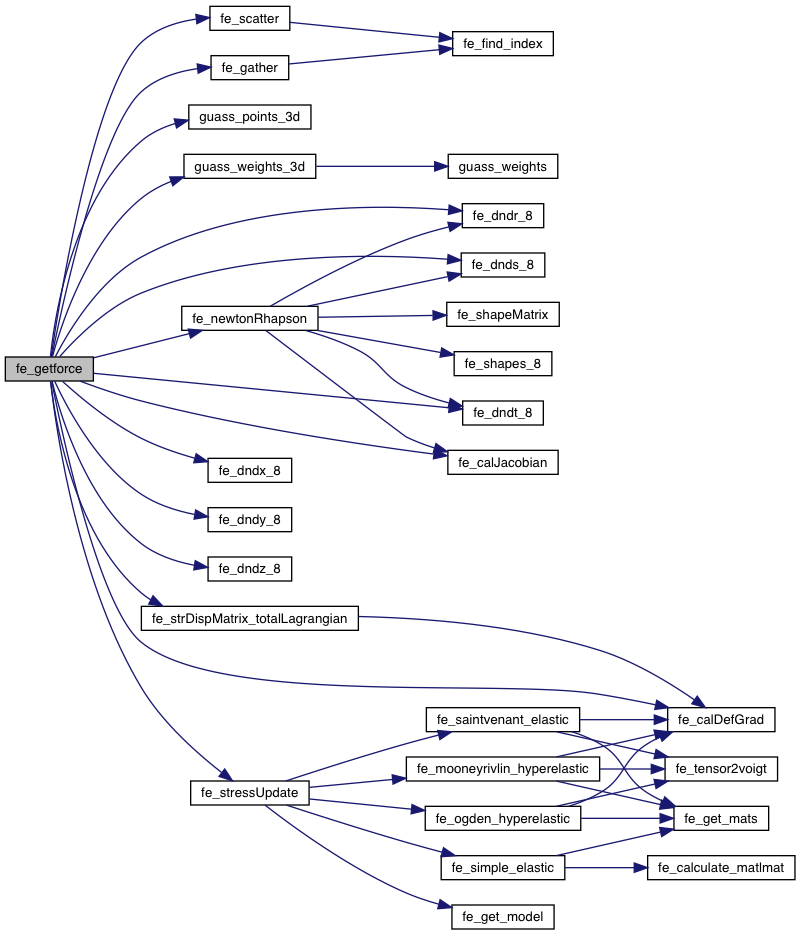 fe_scatter
fe_find_index
fe_gather
guass_points_3d
guass_weights_3d
guass_weights
fe_dndr_8
fe_dnds_8
fe_newtonRhapson
fe_shapeMatrix
fe_shapes_8
fe_getforce
fe_dndt_8
fe_calJacobian
fe_dndx_8
fe_dndy_8
fe_dndz_8
fe_strDispMatrix_totalLagrangian
fe_saintvenant_elastic
fe_calDefGrad
fe_mooneyrivlin_hyperelastic
fe_tensor2voigt
fe_stressUpdate
fe_ogden_hyperelastic
fe_get_mats
fe_simple_elastic
fe_calculate_matlmat
fe_get_model